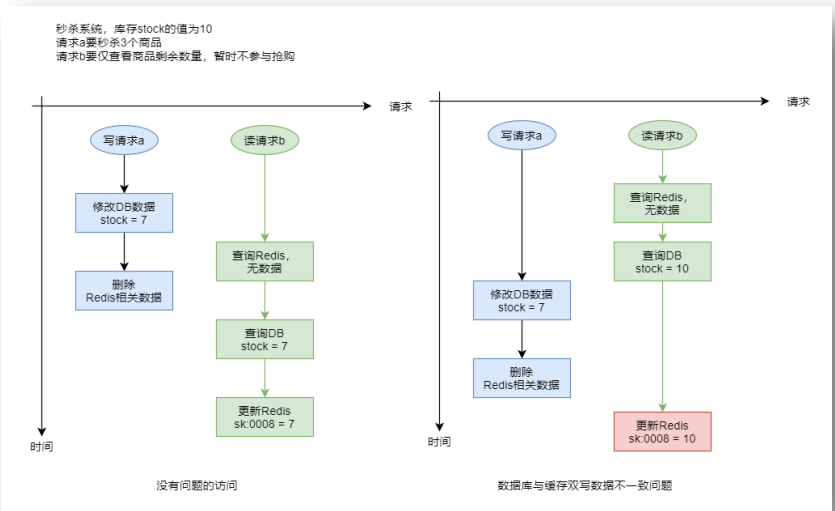 秒杀系统，库存stock的值为10
请求a要秒杀3个商品
请求b要仅查看商品剩余数量，暂时不参与抢购
请求
写请求a
读请求b
修改DB数据
stock = 7
查询Redis，
无数据
删除
Redis相关数据
查询DB
stock = 7
更新Redis
sk:0008 = 7
时间
没有问题的访问
请求
写请求a
读请求b
查询Redis，
无数据
查询DB
stock = 10
修改DB数据
stock = 7
删除
Redis相关数据
更新Redis
sk:0008 = 10
时间
数据库与缓存双写数据不一致问题